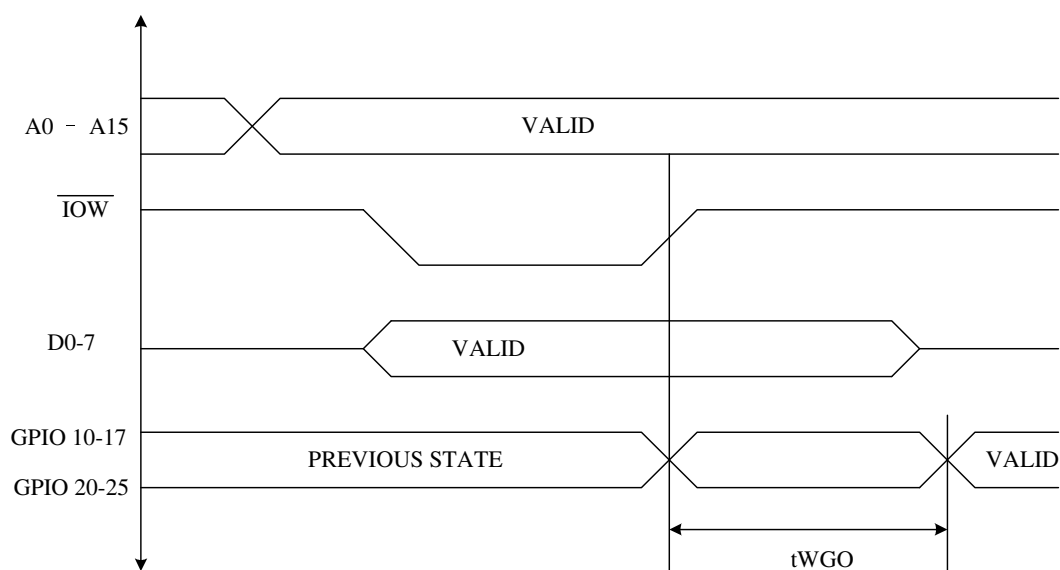 A0 - A15
VALID
IOW
D0-7
VALID
GPIO 10-17
PREVIOUS STATE
VALID
GPIO 20-25
tWGO